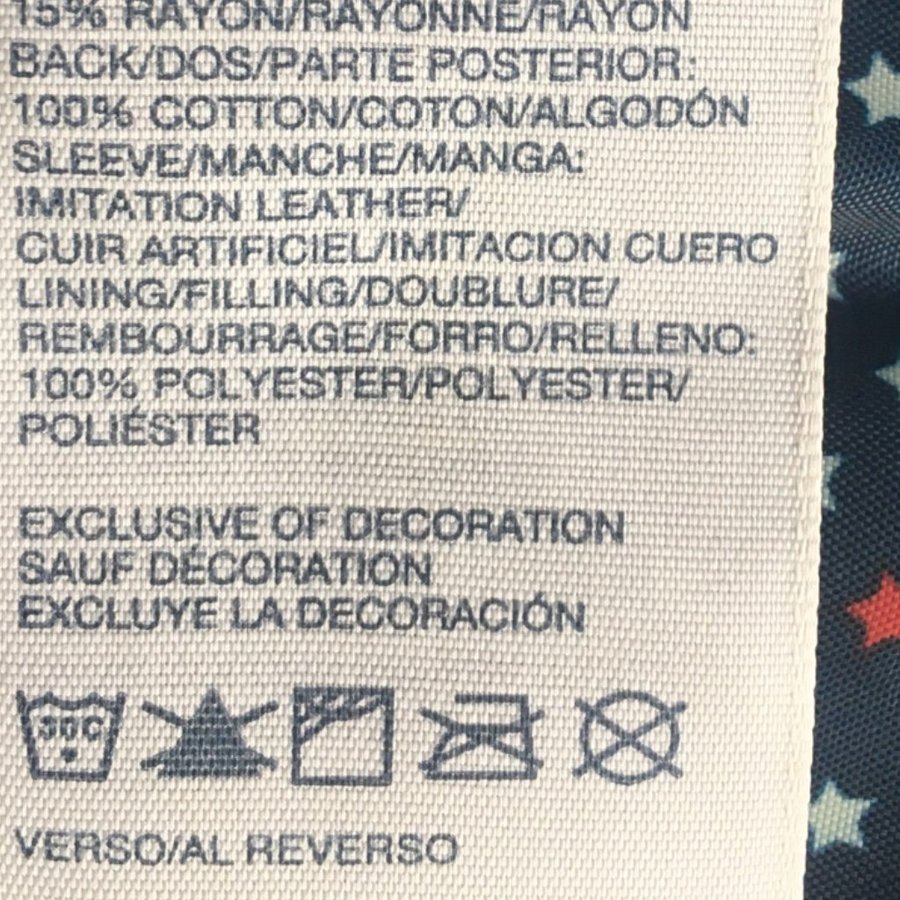 15% RAYON/RAYONNE/RAYON
BACK/DOS/PARTE POSTERIOR:
100% COTTON/COTON/ALGODÓN
SLEEVE/MANCHE/MANGA:
IMITATION LEATHER/
CUIR ARTIFICIEL/IMITACION CUERO
LINING/FILLING/DOUBLURE/
REMBOURRAGE/FORRO/RELLENO:
100% POLYESTER/POLYESTER/
POLIÉSTER
EXCLUSIVE OF DECORATION
SAUF DÉCORATION
EXCLUYE LA DECORACIÓN
30C
VERSO/AL REVERSO